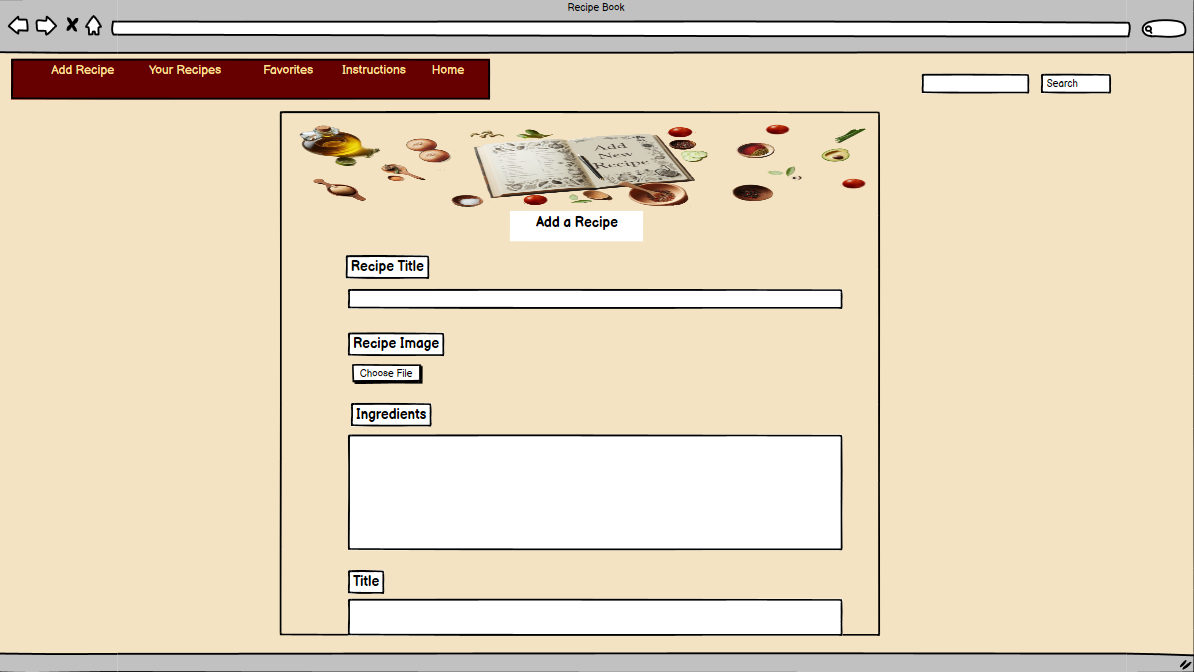 Recipe Book
Add Recipe Your Recipes Favorites Instructions Home
Search
Add
New
Recipe
Add a Recipe
Recipe Title
Recipe Image
Choose File
Ingredients
Title